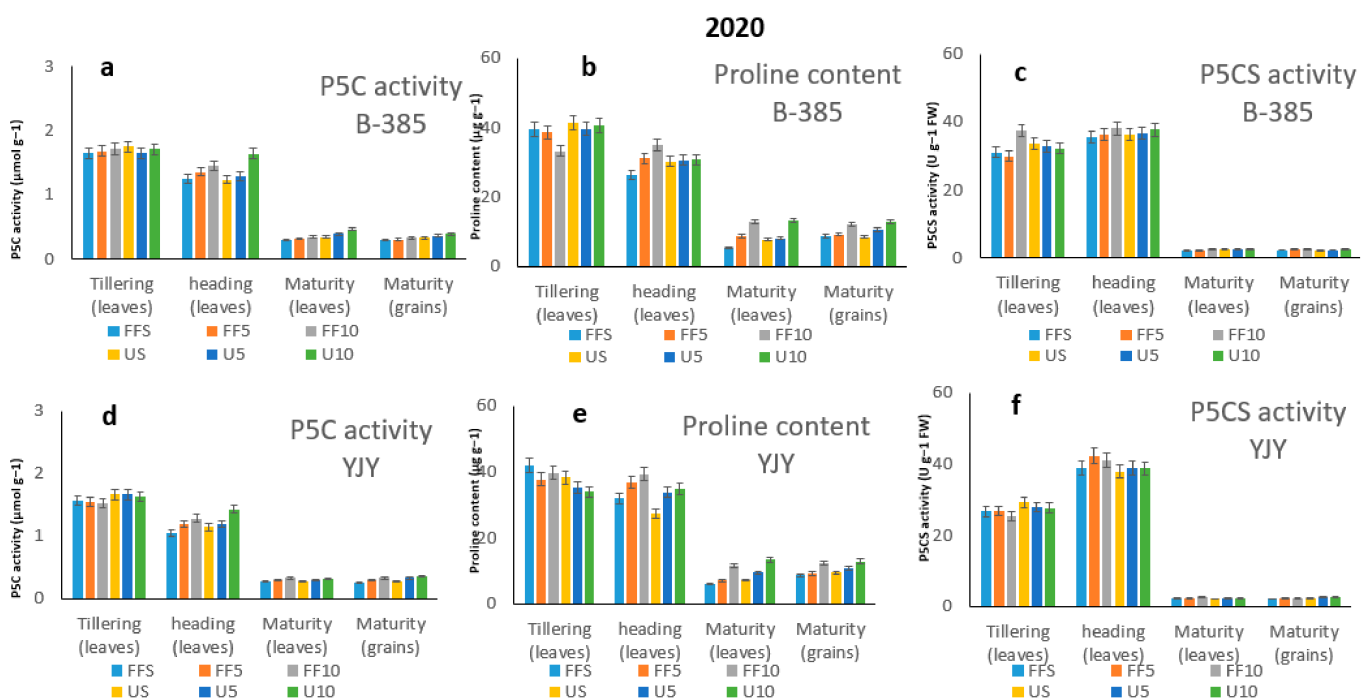 2020
a
P5C activity
B-385
P5C activity (μmol g−1)
3
2
1
0
Tillering
(leaves)
heading
(leaves)
Maturity
(leaves)
Maturity
(grains)
FFS FF5 FF10
US U5 U10
b
Proline content
B-385
Proline content (μg g−1)
60
40
20
0
Tillering
(leaves)
heading
(leaves)
Maturity
(leaves)
Maturity
(grains)
FFS FF5 FF10
US U5 U10
c
P5CS activity
B-385
P5CS activity (U g−1 FW)
60
40
20
0
Tillering
(leaves)
heading
(leaves)
Maturity
(leaves)
Maturity
(grains)
FFS FF5 FF10
US U5 U10
d
P5C activity
YJY
P5C activity (μmol g−1)
3
2
1
0
Tillering
(leaves)
heading
(leaves)
Maturity
(leaves)
Maturity
(grains)
FFS FF5 FF10
US U5 U10
e
Proline content
YJY
Proline content (μg g−1)
60
40
20
0
Tillering
(leaves)
heading
(leaves)
Maturity
(leaves)
Maturity
(grains)
FFS FF5 FF10
US U5 U10
f
P5CS activity
YJY
P5CS activity (U g−1 FW)
60
40
20
0
Tillering
(leaves)
heading
(leaves)
Maturity
(leaves)
Maturity
(grains)
FFS FF5 FF10
US U5 U10